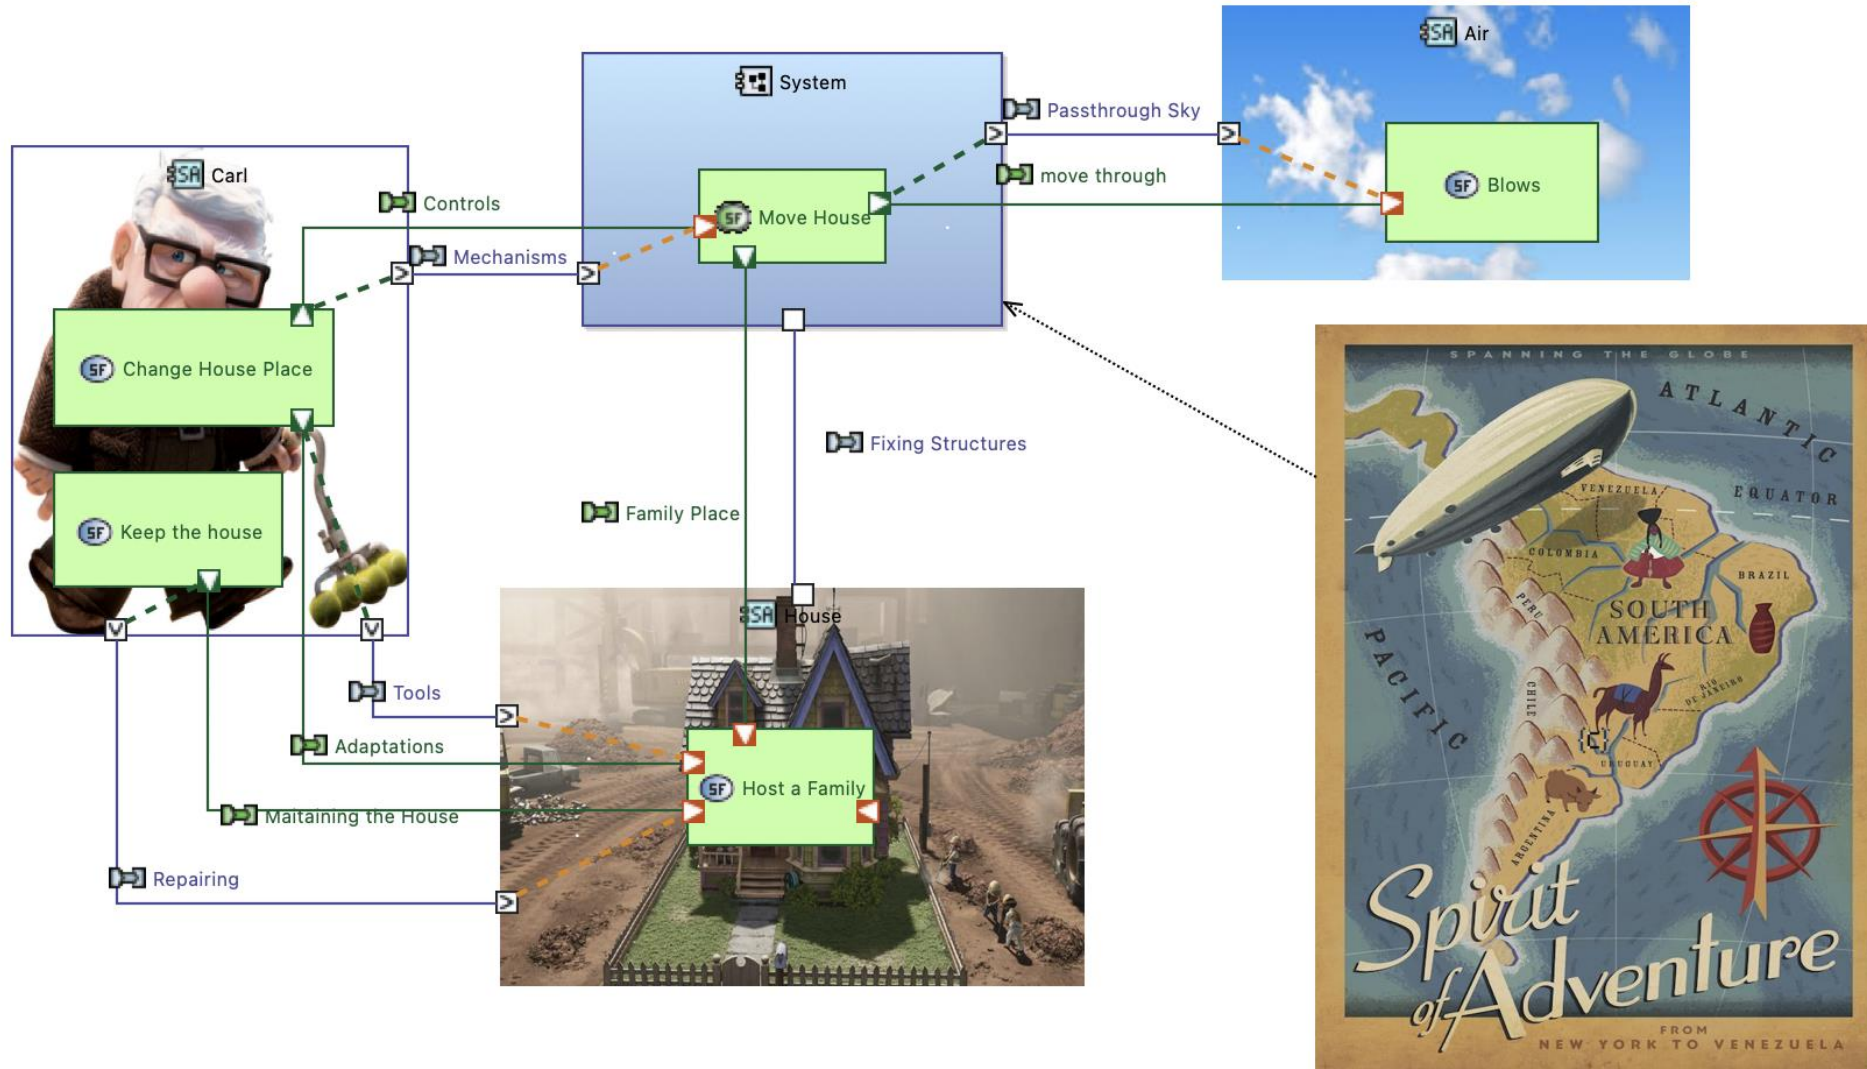 SA Air
System
Passthrough Sky
SA Carl
move through
SF Blows
Controls
SF Move House
Mechanisms
SPANNING THE GLOBE
SF Change House Place
ATLANTIC
Fixing Structures
VENEZUELA
EQUATOR
Family Place
SF Keep the house
COLOMBIA
BRAZIL
PERU
SOUTH
AMERICA
SA House
PACIFIC
Tools
CHILE
RIO
DE JANEIRO
Adaptations
{C}
URUGUAY
SF Host a Family
Maitaining the House
ARGENTINA
Repairing
Spirit
of Adventure
FROM
NEW YORK TO VENEZUELA